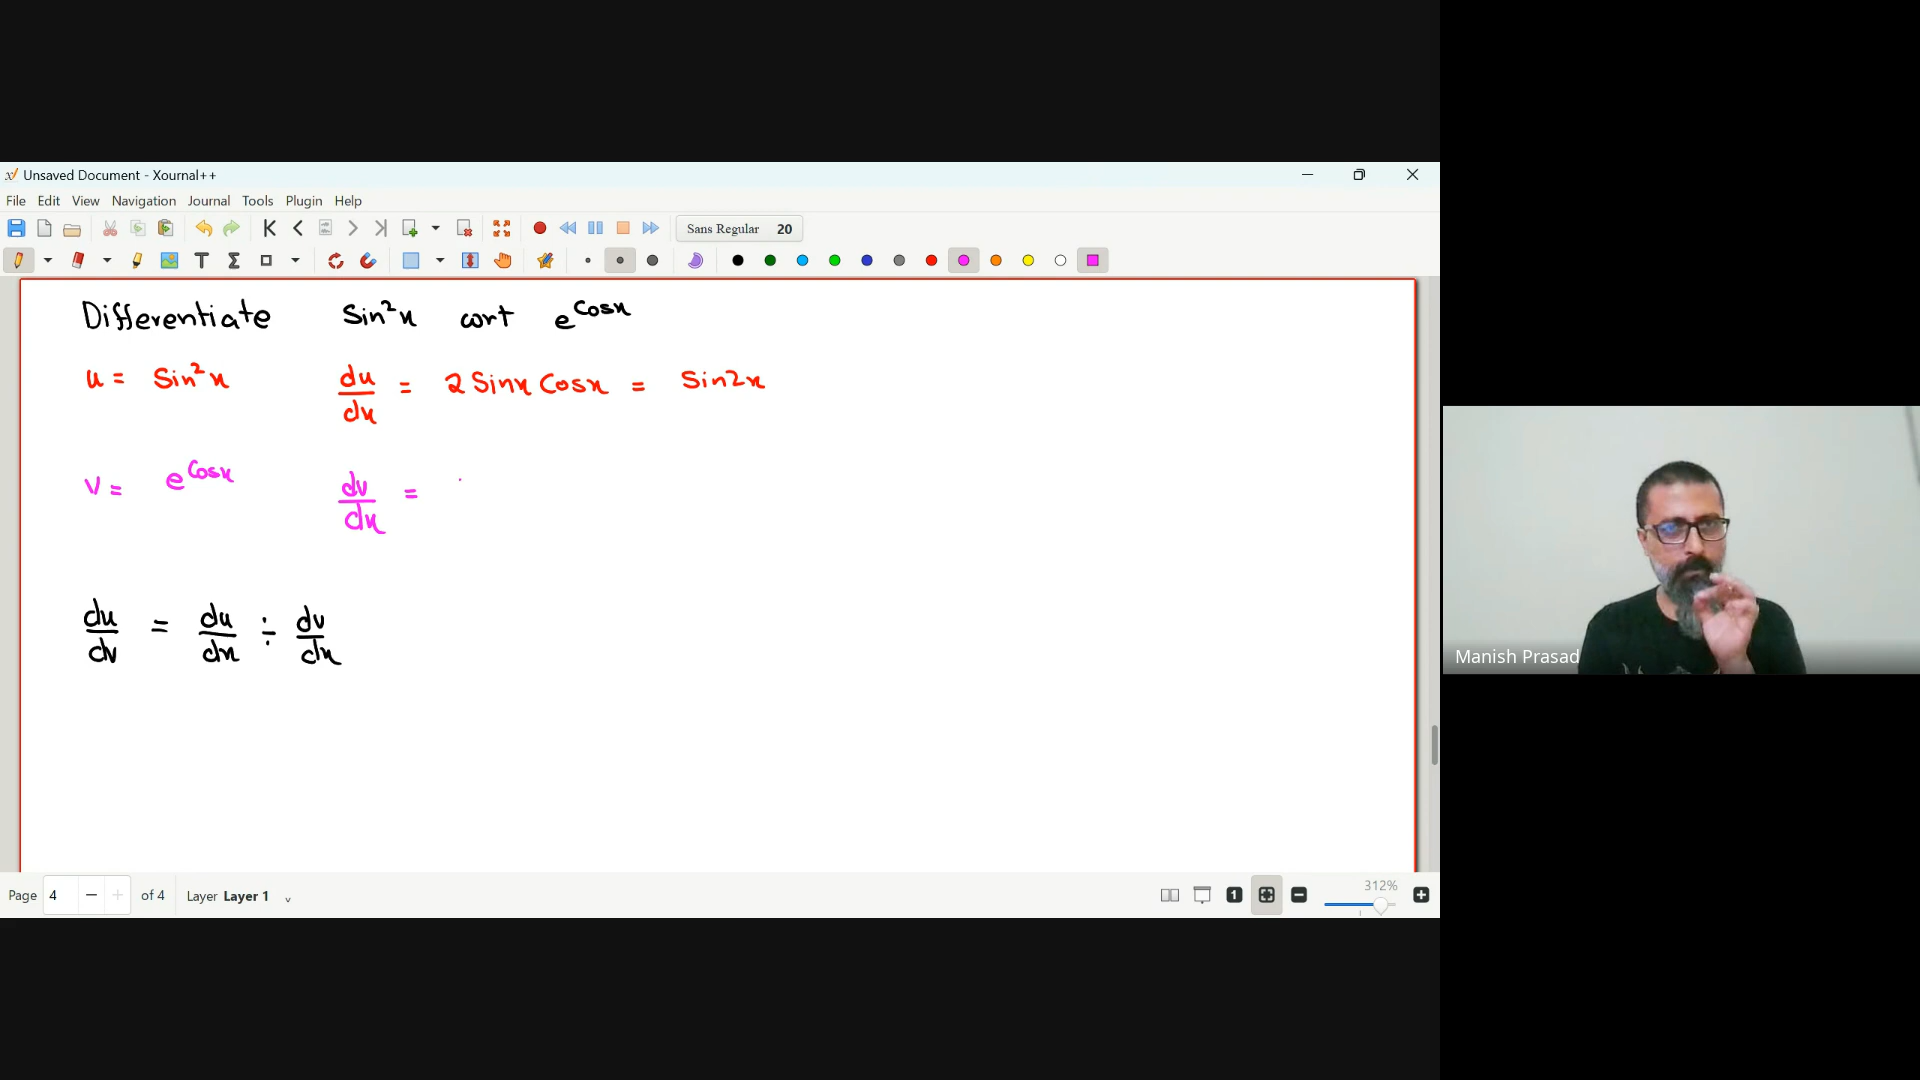 Unsaved Document - Xournal++
File Edit View Navigation Journal Tools Plugin Help
Sans Regular 20
Differentiate Sin²x wrt e^Cosx
u = Sin²x du/dx = 2 Sinx Cosx = Sin2x
v = e^Cosx dv/dx =
du/dv = du/dx ÷ dv/dx
Manish Prasad
Page 4 of 4 Layer Layer 1 312%